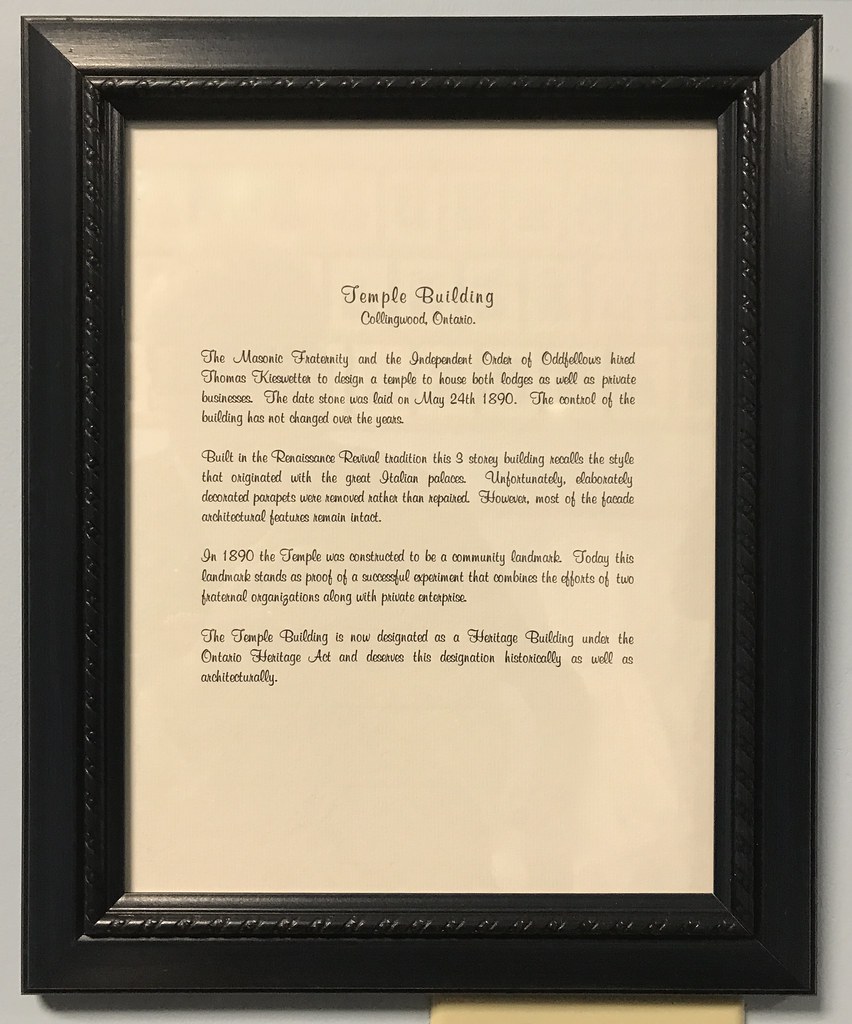 Temple Building
Collingwood, Ontario.
The Masonic Fraternity and the Independent Order of Oddfellows hired
Thomas Kieswetter to design a temple to house both lodges as well as private
businesses. The date stone was laid on May 24th 1890. The control of the
building has not changed over the years.
Built in the Renaissance Revival tradition this 3 storey building recalls the style
that originated with the great Italian palaces. Unfortunately, elaborately
decorated parapets were removed rather than repaired. However, most of the facade
architectural features remain intact.
In 1890 the Temple was constructed to be a community landmark. Today this
landmark stands as proof of a successful experiment that combines the efforts of two
fraternal organizations along with private enterprise.
The Temple Building is now designated as a Heritage Building under the
Ontario Heritage Act and deserves this designation historically as well as
architecturally.